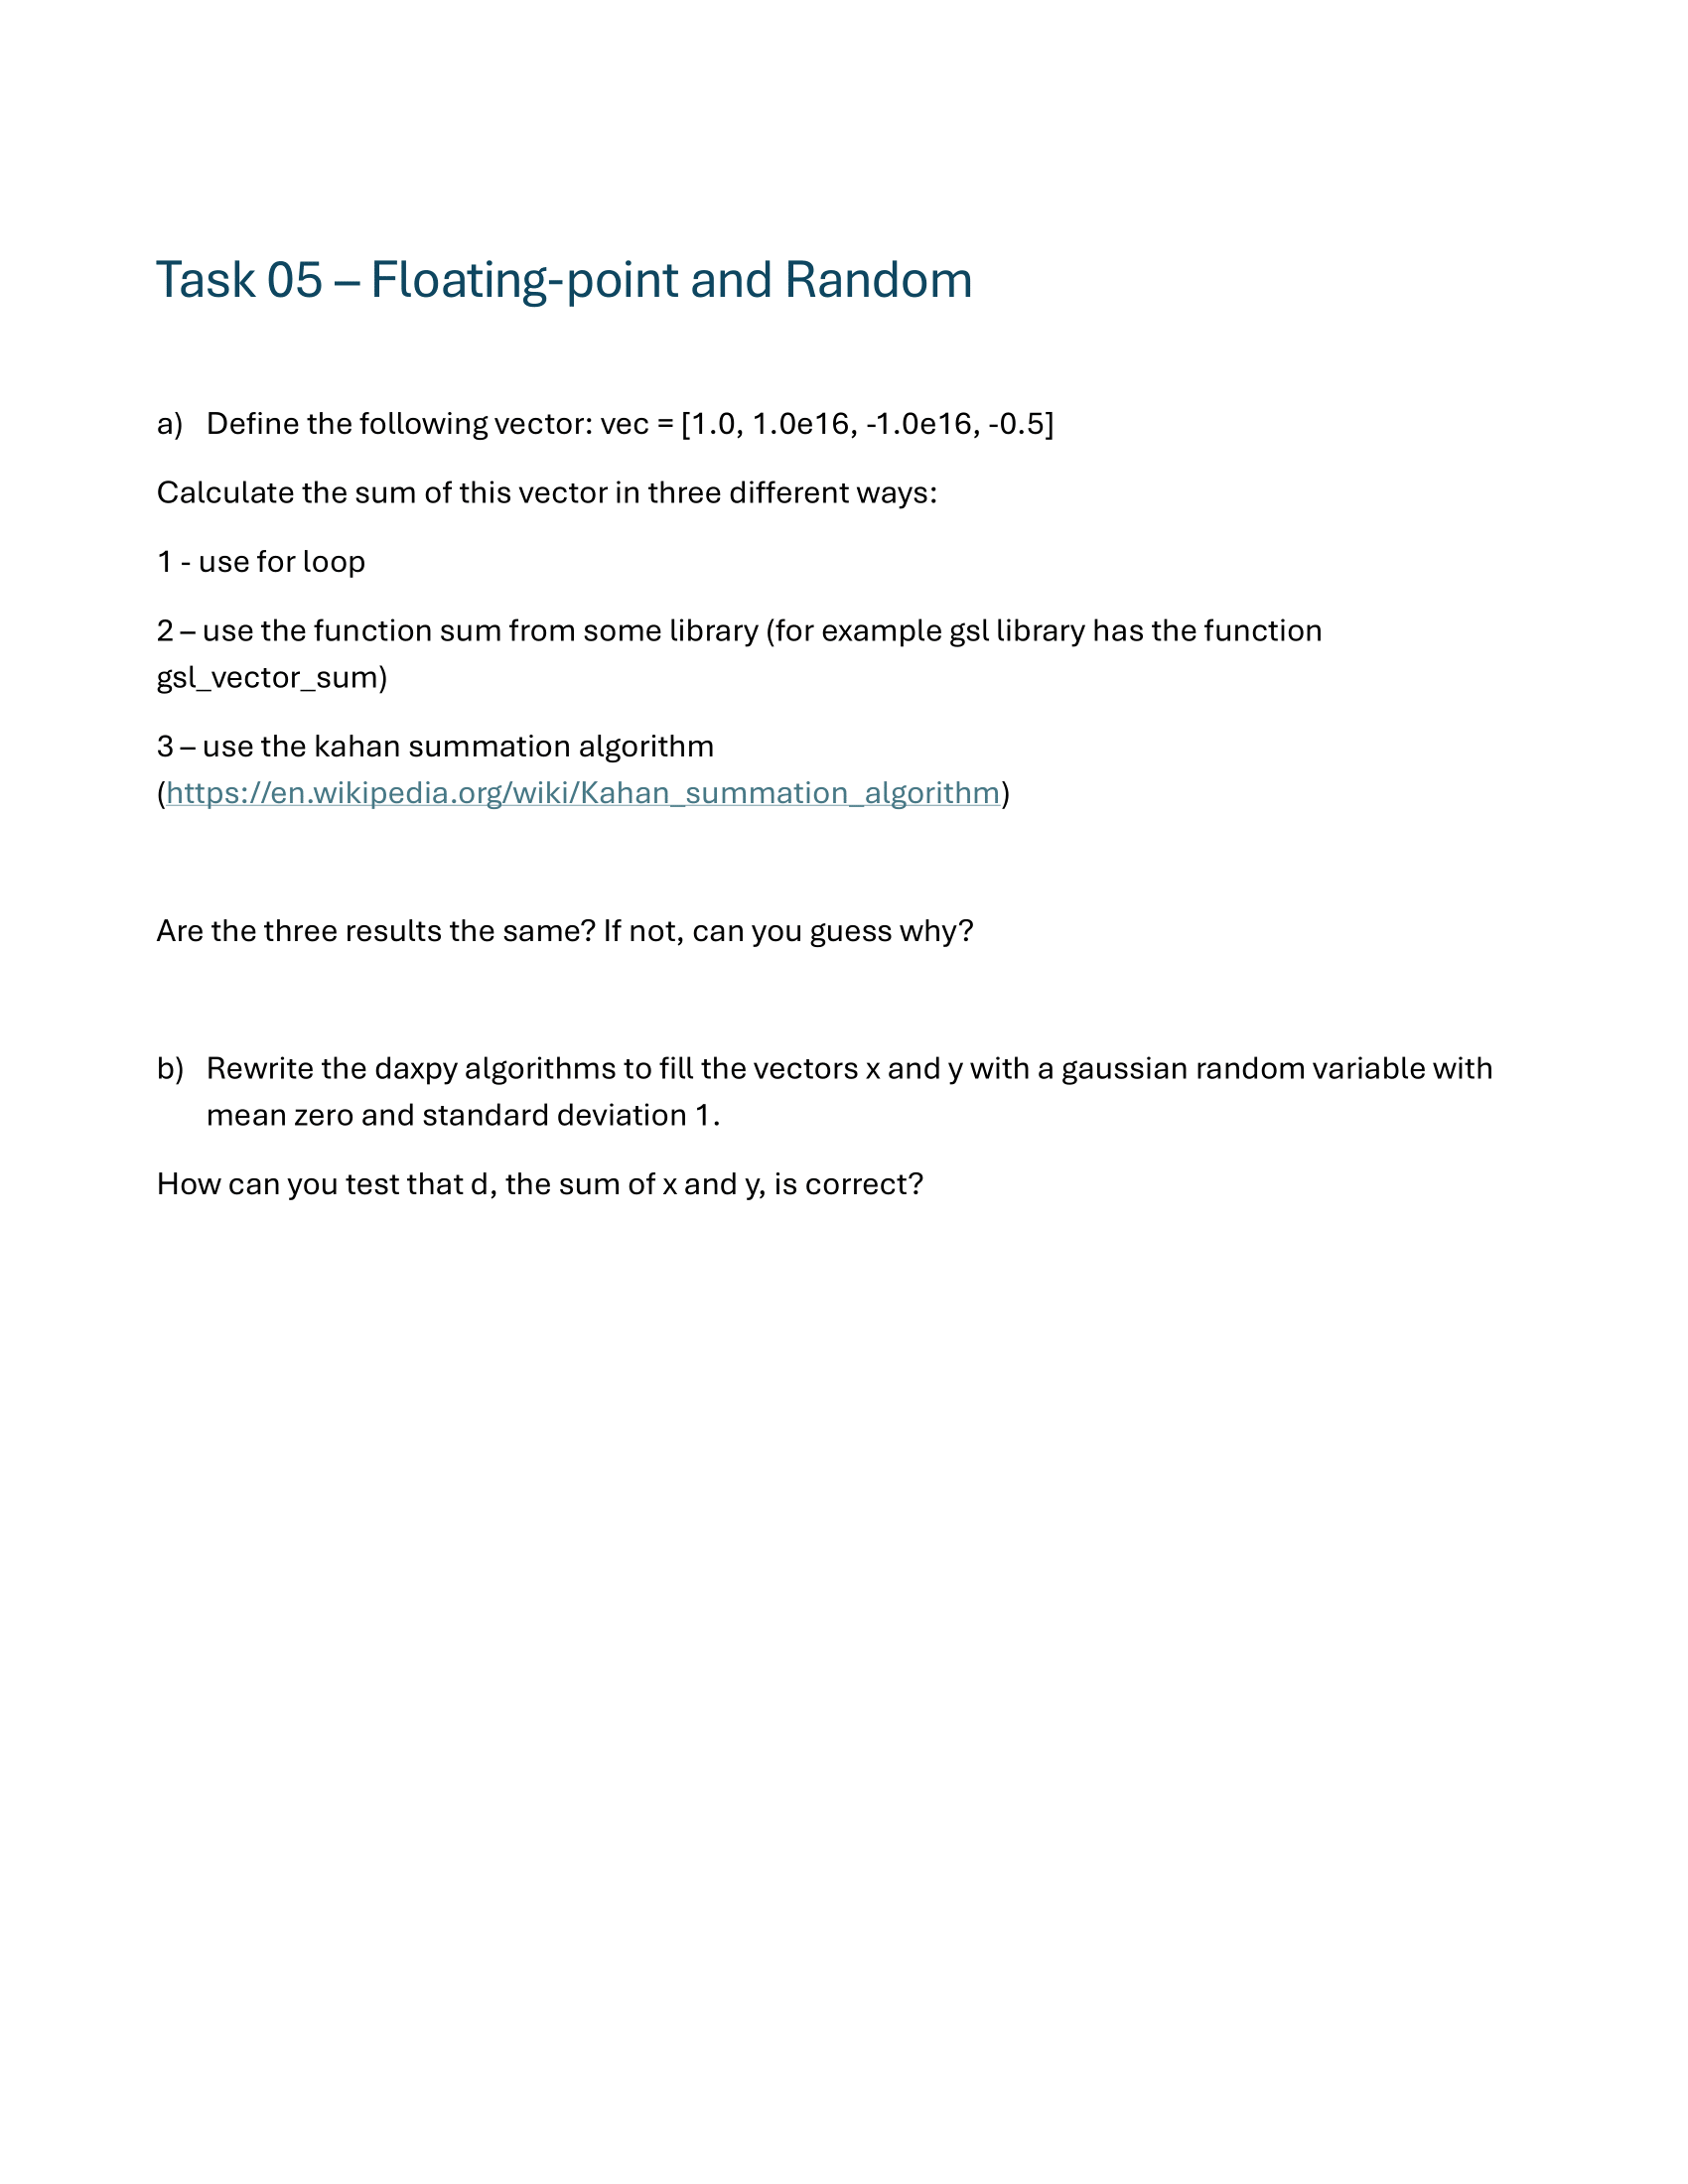 Task 05 – Floating-point and Random
a) Define the following vector: vec = [1.0, 1.0e16, -1.0e16, -0.5]
Calculate the sum of this vector in three different ways:
1 - use for loop
2 – use the function sum from some library (for example gsl library has the function
gsl_vector_sum)
3 – use the kahan summation algorithm
(https://en.wikipedia.org/wiki/Kahan_summation_algorithm)
Are the three results the same? If not, can you guess why?
b) Rewrite the daxpy algorithms to fill the vectors x and y with a gaussian random variable with
mean zero and standard deviation 1.
How can you test that d, the sum of x and y, is correct?